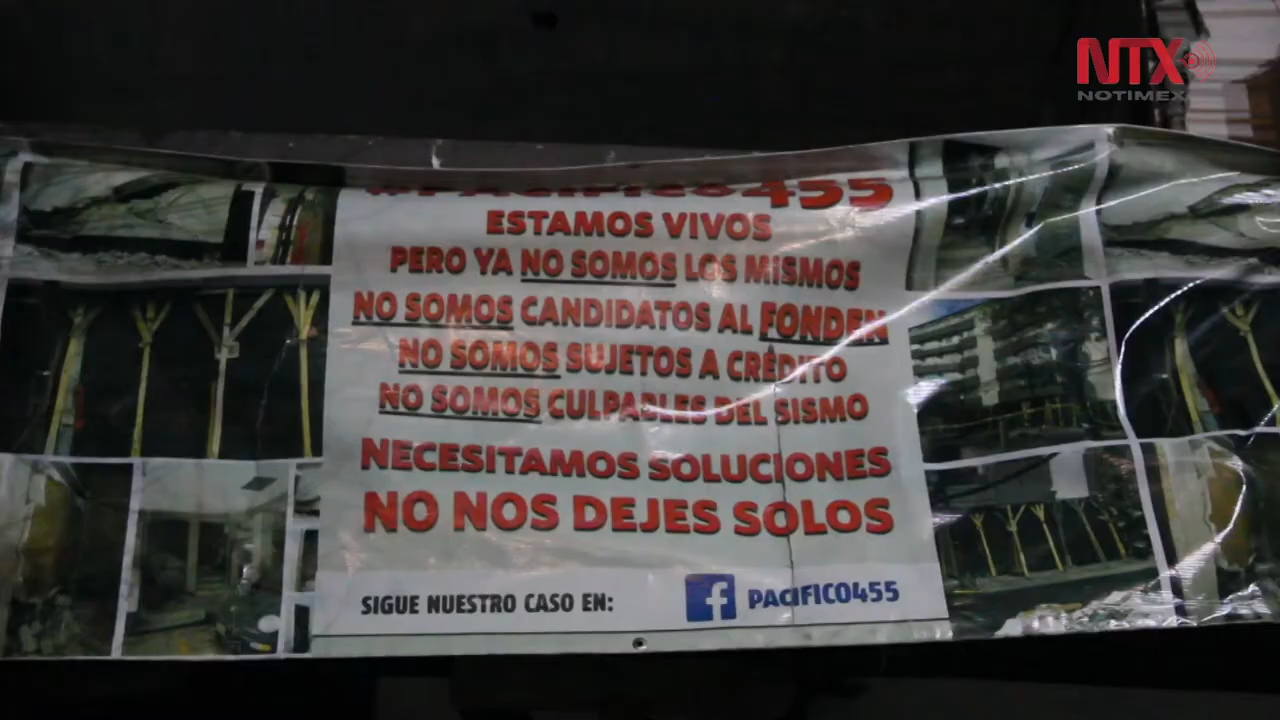 NTX
NOTIMEX
#PACIFICO455
ESTAMOS VIVOS
PERO YA NO SOMOS LOS MISMOS
NO SOMOS CANDIDATOS AL FONDEN
NO SOMOS SUJETOS A CRÉDITO
NO SOMOS CULPABLES DEL SISMO
NECESITAMOS SOLUCIONES
NO NOS DEJES SOLOS
SIGUE NUESTRO CASO EN: f PACIFICO455